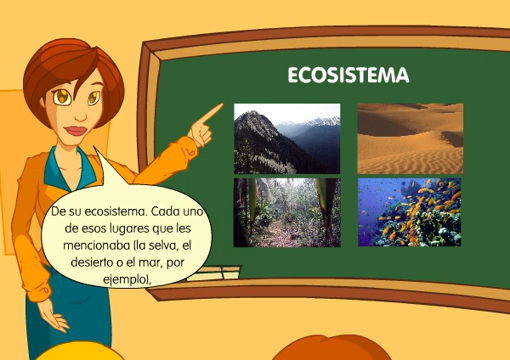 ECOSISTEMA
De su ecosistema. Cada uno
de esos lugares que les
mencionaba (la selva, el
desierto o el mar, por
ejemplo),